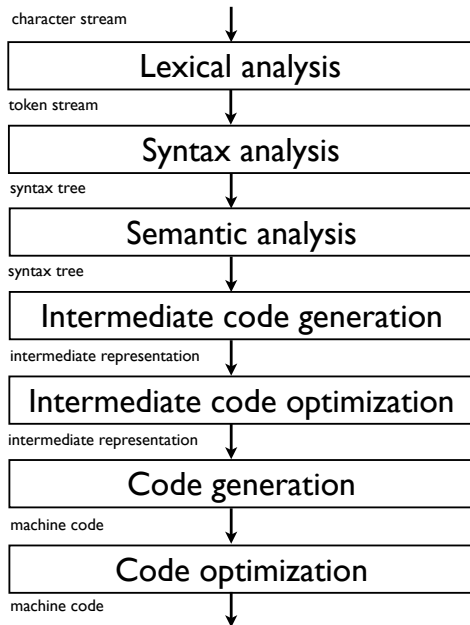 character stream
Lexical analysis
token stream
Syntax analysis
syntax tree
Semantic analysis
syntax tree
Intermediate code generation
intermediate representation
Intermediate code optimization
intermediate representation
Code generation
machine code
Code optimization
machine code